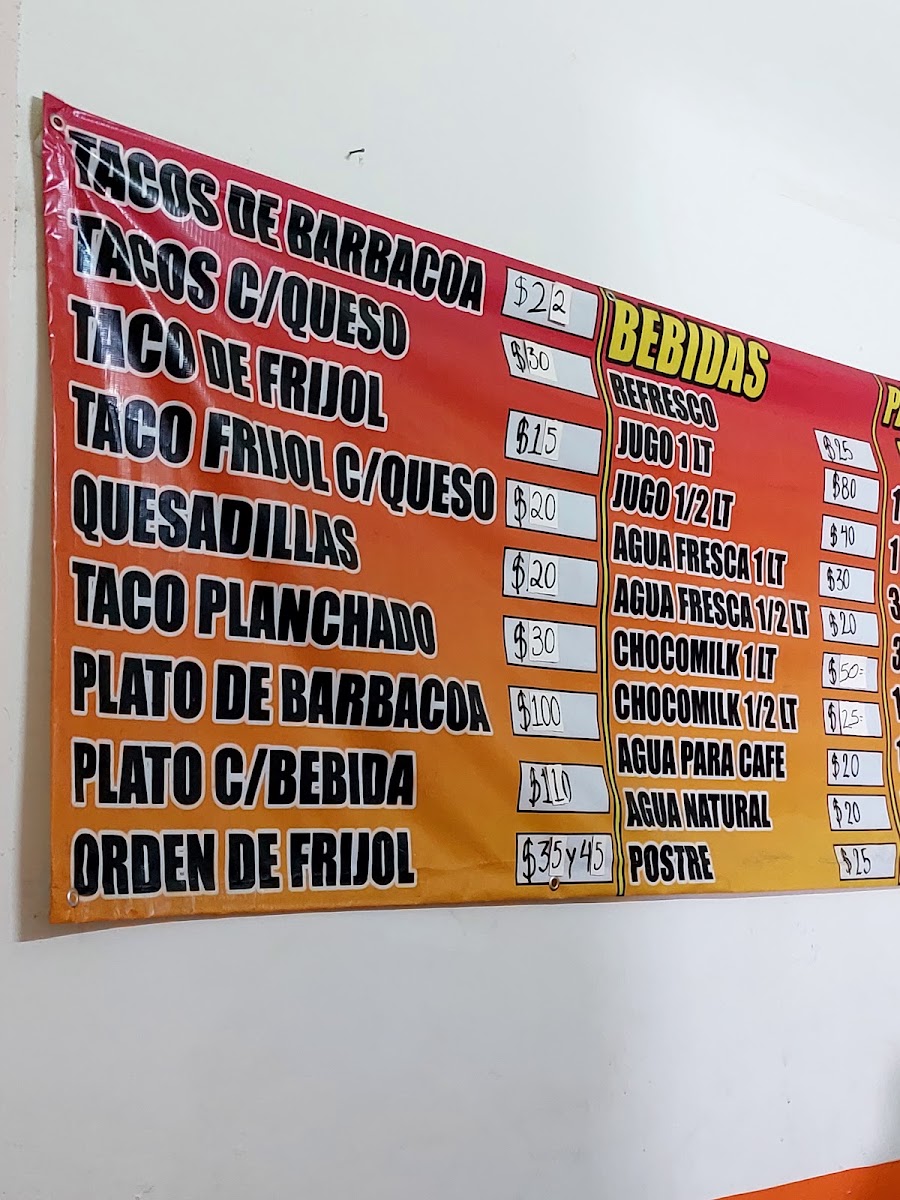 TACOS DE BARBACOA $22
TACOS C/QUESO $30
TACO DE FRIJOL $15
TACO FRIJOL C/QUESO $20
QUESADILLAS $20
TACO PLANCHADO $30
PLATO DE BARBACOA $100
PLATO C/BEBIDA $110
ORDEN DE FRIJOL $35 y 45
BEBIDAS
REFRESCO $25
JUGO 1 LT $80
JUGO 1/2 LT $40
AGUA FRESCA 1 LT $30
AGUA FRESCA 1/2 LT $20
CHOCOMILK 1 LT $50=
CHOCOMILK 1/2 LT $25=
AGUA PARA CAFE $20
AGUA NATURAL $20
POSTRE $25